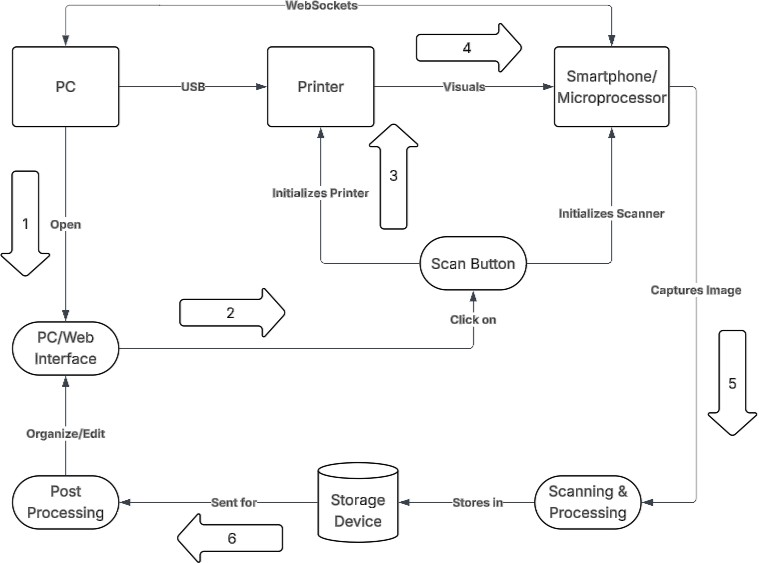 WebSockets
4
PC
USB
Printer
Visuals
Smartphone/
Microprocessor
3
Initializes Printer
1
Open
Initializes Scanner
Scan Button
Captures Image
2
Click on
PC/Web
Interface
5
Organize/Edit
Post
Processing
Sent for
Storage
Device
Stores in
Scanning &
Processing
6